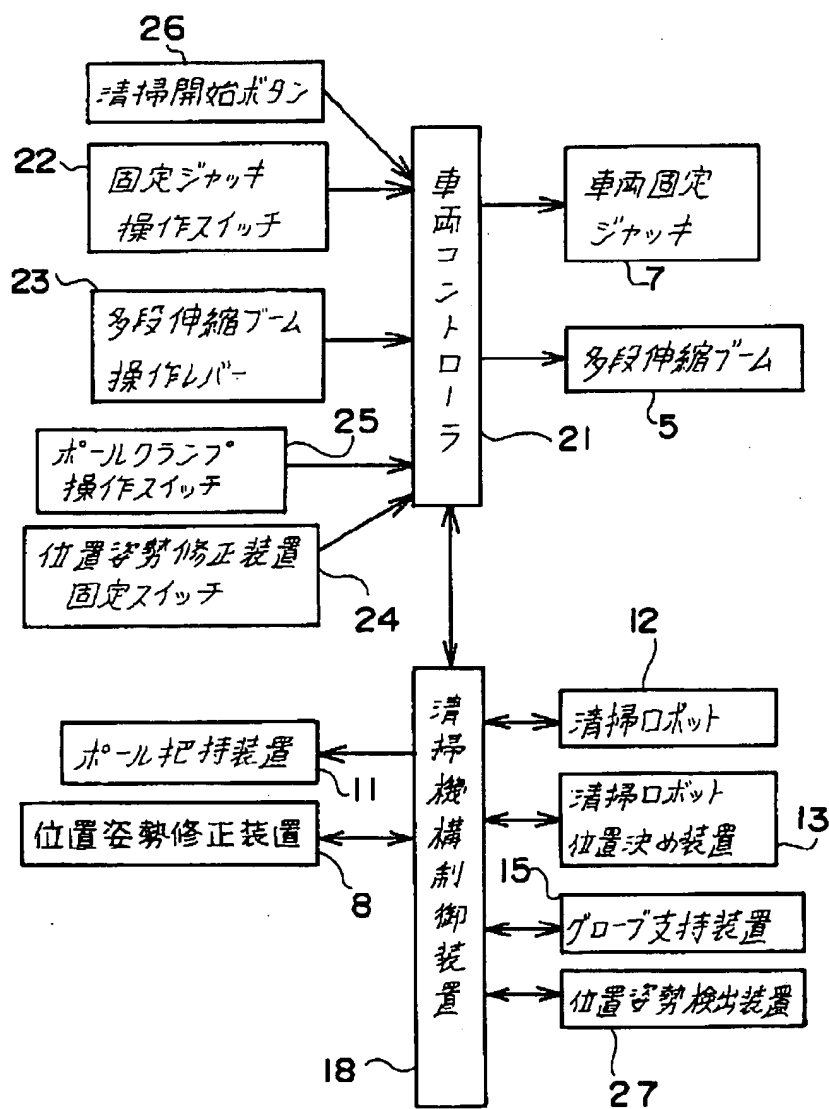 26
清掃開始ボタン
22
固定ジャッキ
操作スイッチ
23
多段伸縮ブーム
操作レバー
25
ポールクランプ
操作スイッチ
位置姿勢修正装置
固定スイッチ
24
車両コントローラ
21
車両固定
ジャッキ
7
多段伸縮ブーム
5
ポール把持装置
11
位置姿勢修正装置
8
清掃機構制御装置
18
12
清掃ロボット
清掃ロボット
位置決め装置
13
15
グローブ支持装置
位置姿勢検出装置
27